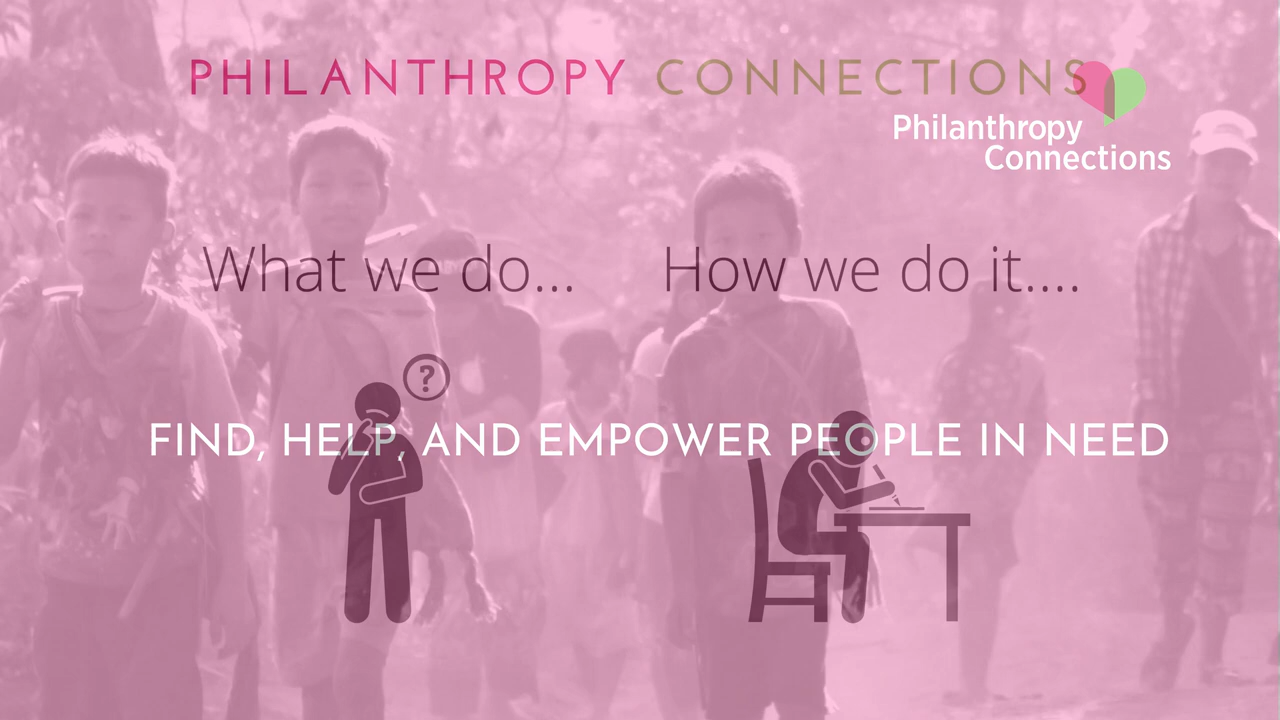 PHILANTHROPY CONNECTIONS
Philanthropy
Connections
What we do...
How we do it....
?
FIND, HELP, AND EMPOWER PEOPLE IN NEED